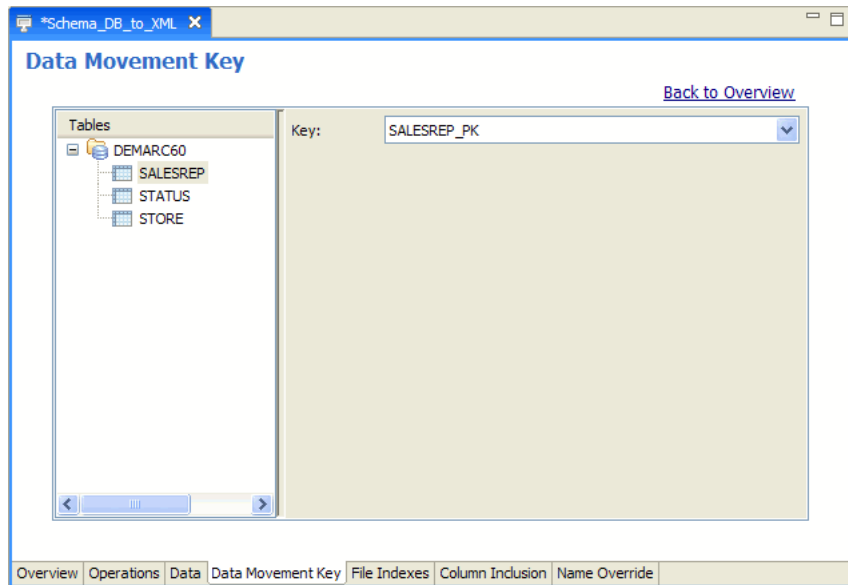 *Schema_DB_to_XML
Data Movement Key
Back to Overview
Tables
Key: SALESREP_PK
DEMARC60
SALESREP
STATUS
STORE
Overview Operations Data Data Movement Key File Indexes Column Inclusion Name Override